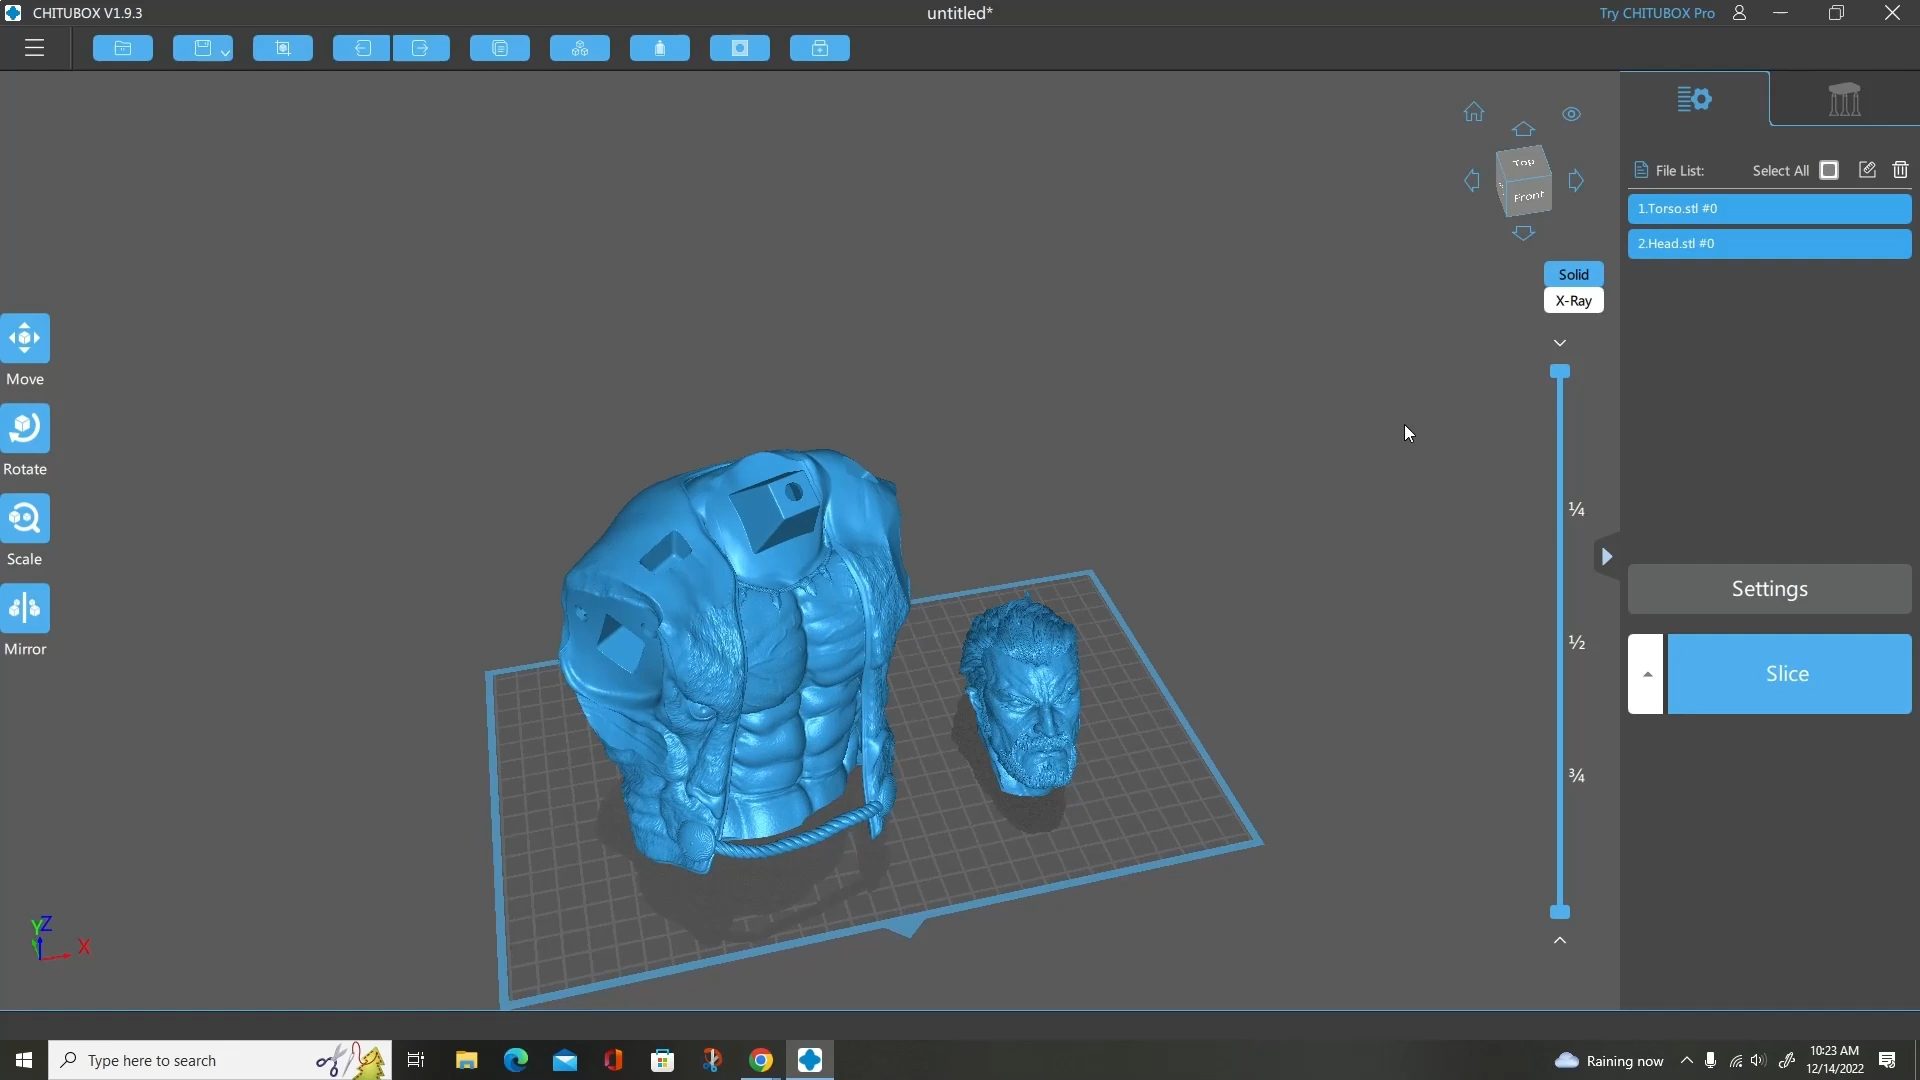 CHITUBOX V1.9.3
untitled*
Try CHITUBOX Pro
Top
Front
Solid
X-Ray
Move
Rotate
Scale
Mirror
¼
½
¾
File List:
Select All
1.Torso.stl #0
2.Head.stl #0
Settings
Slice
Z
Y
X
Type here to search
Raining now
10:23 AM
12/14/2022